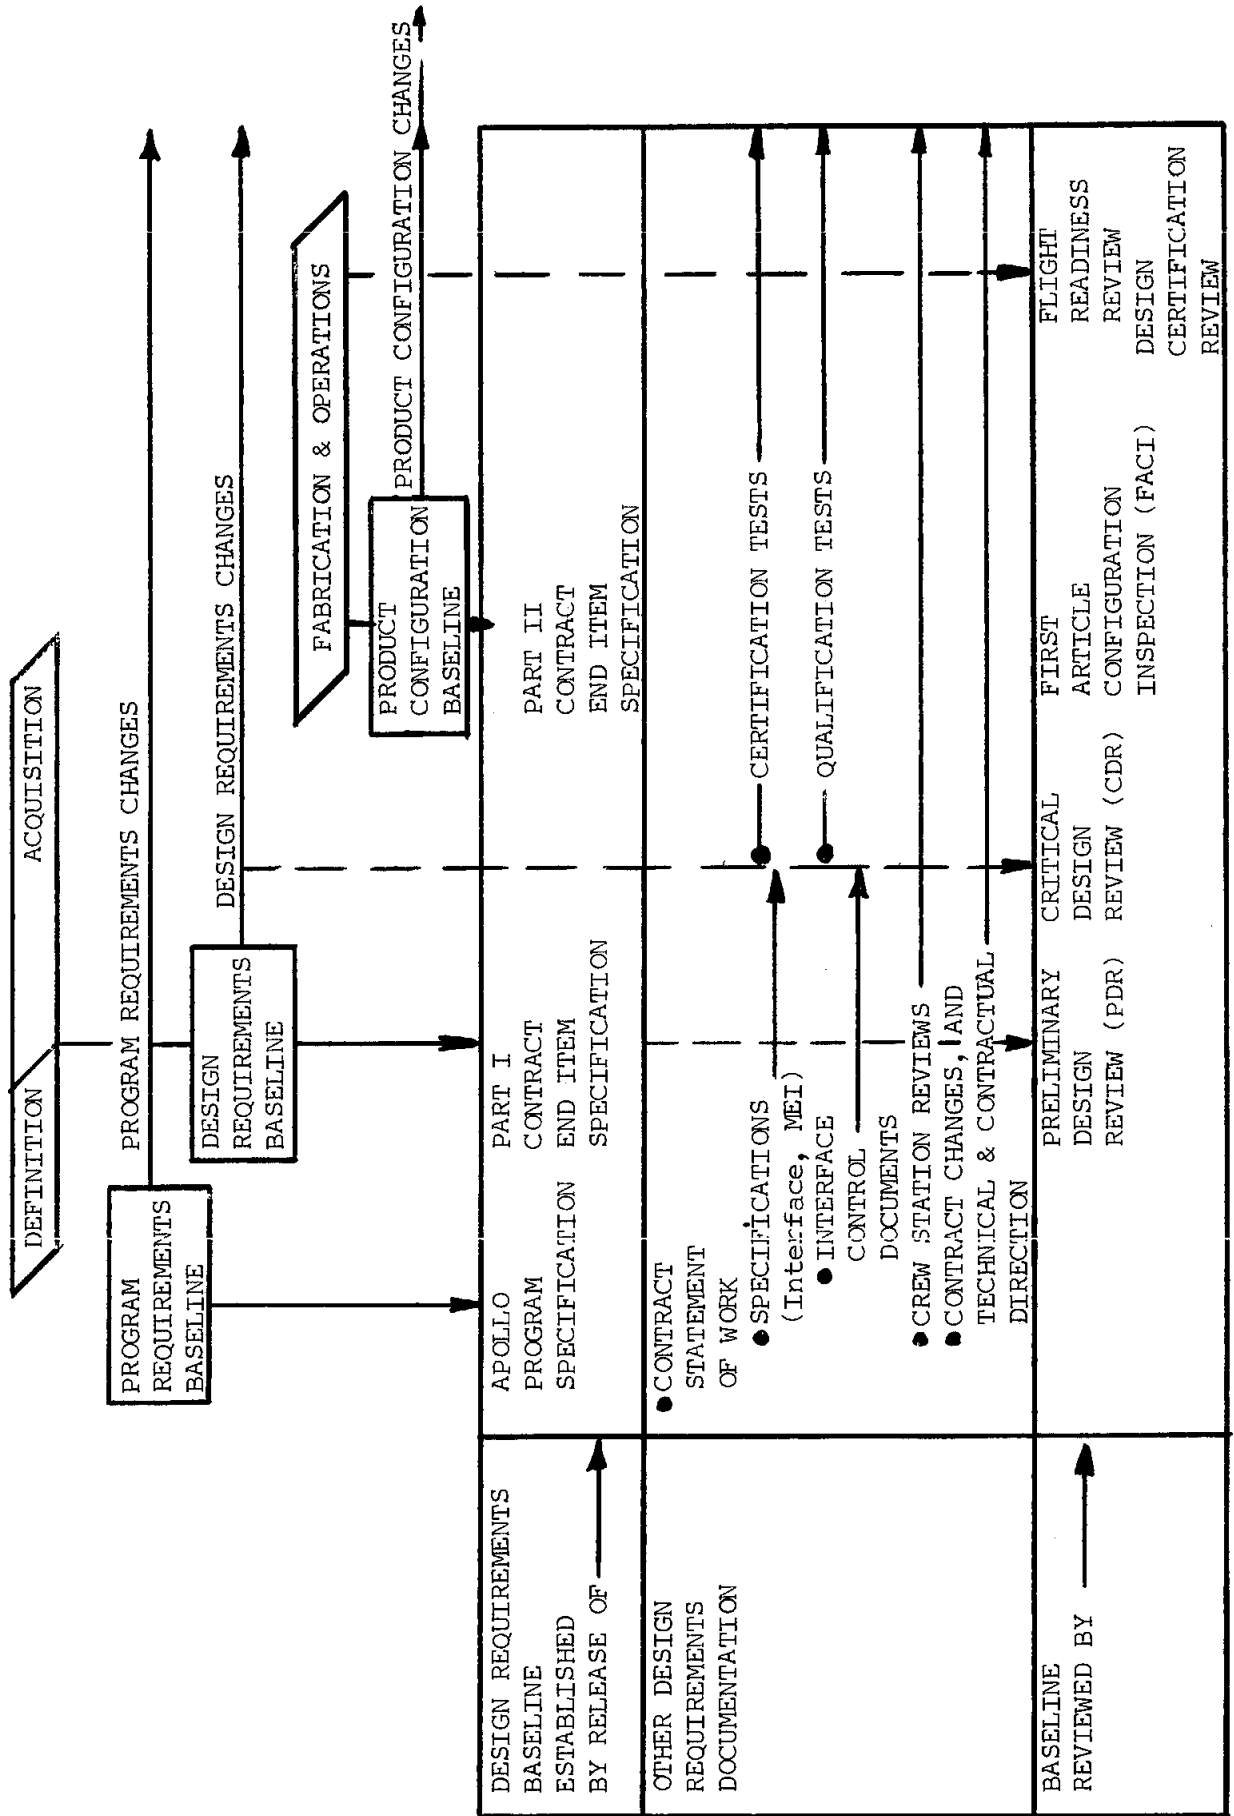 DEFINITION
ACQUISITION
PROGRAM REQUIREMENTS CHANGES
PROGRAM
REQUIREMENTS
BASELINE
DESIGN REQUIREMENTS CHANGES
DESIGN
REQUIREMENTS
BASELINE
FABRICATION & OPERATIONS
PRODUCT CONFIGURATION CHANGES
PRODUCT
CONFIGURATION
BASELINE
DESIGN REQUIREMENTS
BASELINE
ESTABLISHED
BY RELEASE OF
APOLLO
PROGRAM
SPECIFICATION
PART I
CONTRACT
END ITEM
SPECIFICATION
PART II
CONTRACT
END ITEM
SPECIFICATION
OTHER DESIGN
REQUIREMENTS
DOCUMENTATION
●CONTRACT
STATEMENT
OF WORK
●SPECIFICATIONS
(Interface, MEI)
●INTERFACE
CONTROL
DOCUMENTS
●CREW STATION REVIEWS
●CONTRACT CHANGES, AND
TECHNICAL & CONTRACTUAL
DIRECTION
●CERTIFICATION TESTS
●QUALIFICATION TESTS
BASELINE
REVIEWED BY
PRELIMINARY
DESIGN
REVIEW (PDR)
CRITICAL
DESIGN
REVIEW (CDR)
FIRST
ARTICLE
CONFIGURATION
INSPECTION (FACI)
FLIGHT
READINESS
REVIEW
DESIGN
CERTIFICATION
REVIEW